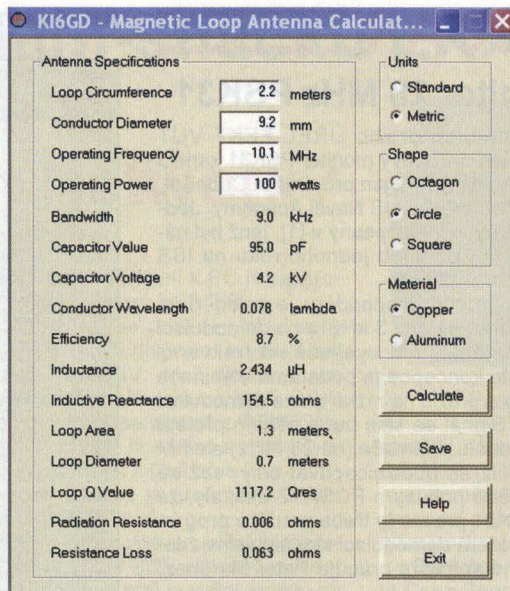 KI6GD - Magnetic Loop Antenna Calculat...
Antenna Specifications
Loop Circumference 2.2 meters
Conductor Diameter 9.2 mm
Operating Frequency 10.1 MHz
Operating Power 100 watts
Bandwidth 9.0 kHz
Capacitor Value 95.0 pF
Capacitor Voltage 4.2 kV
Conductor Wavelength 0.078 lambda
Efficiency 8.7 %
Inductance 2.434 µH
Inductive Reactance 154.5 ohms
Loop Area 1.3 meters
Loop Diameter 0.7 meters
Loop Q Value 1117.2 Qres
Radiation Resistance 0.006 ohms
Resistance Loss 0.063 ohms
Units
Standard
Metric
Shape
Octagon
Circle
Square
Material
Copper
Aluminum
Calculate
Save
Help
Exit